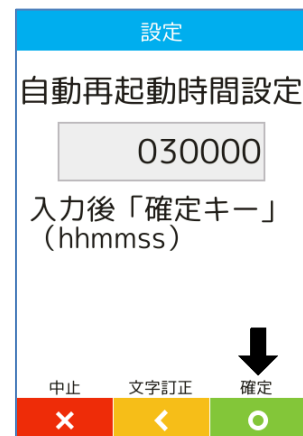 設定
自動再起動時間設定
030000
入力後「確定キー」
（hhmmss）
中止 文字訂正 確定